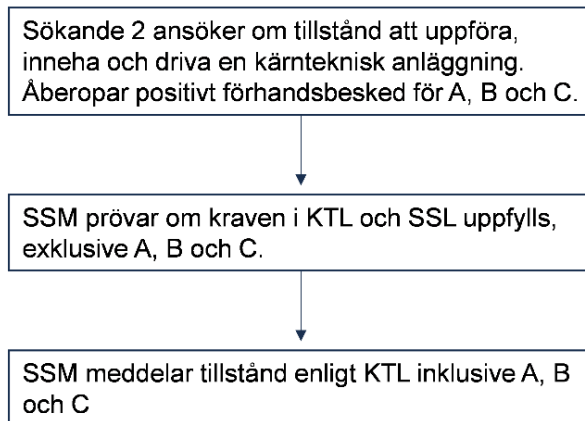 Sökande 2 ansöker om tillstånd att uppföra,
inneha och driva en kärnteknisk anläggning.
Åberopar positivt förhandsbesked för A, B och C.
SSM prövar om kraven i KTL och SSL uppfylls,
exklusive A, B och C.
SSM meddelar tillstånd enligt KTL inklusive A, B
och C